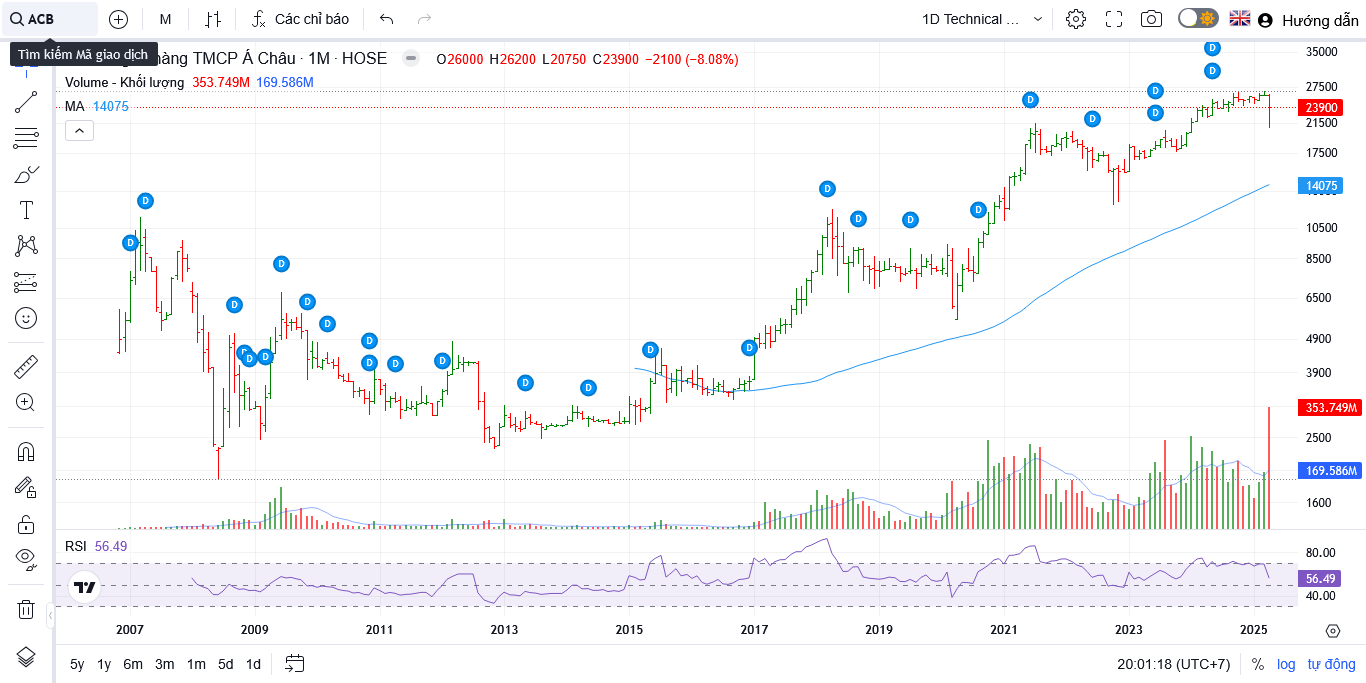 ACB M Các chỉ báo 1D Technical ... Hướng dẫn
Tìm kiếm Mã giao dịch
hàng TMCP Á Châu · 1M · HOSE O26000 H26200 L20750 C23900 −2100 (−8.08%)
Volume - Khối lượng 353.749M 169.586M
MA 14075
35000
27500
23900
21500
17500
14075
10500
8500
6500
4900
3900
353.749M
2500
169.586M
1600
D D D D D D D D D D D D D D D D D D D D D D D D D D D D
RSI 56.49
80.00
56.49
40.00
2007 2009 2011 2013 2015 2017 2019 2021 2023 2025
5y 1y 6m 3m 1m 5d 1d 20:01:18 (UTC+7) % log tự động